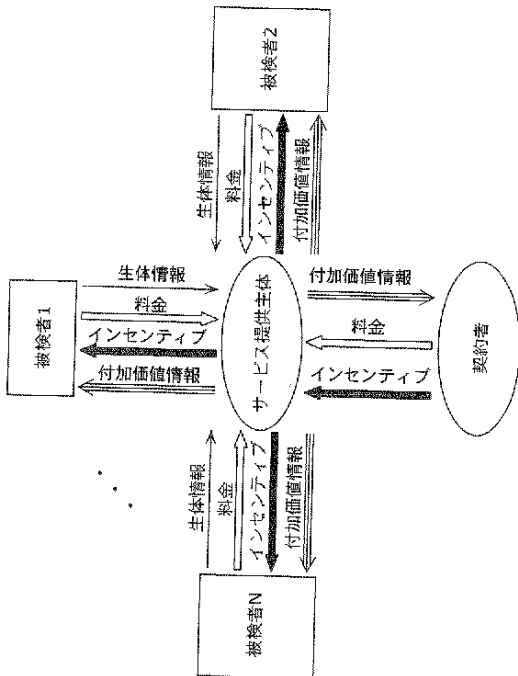 被検者2
生体情報
料金
インセンティブ
付加価値情報
被検者1
生体情報
料金
インセンティブ
付加価値情報
サービス提供主体
付加価値情報
料金
インセンティブ
契約者
生体情報
料金
インセンティブ
付加価値情報
被検者N